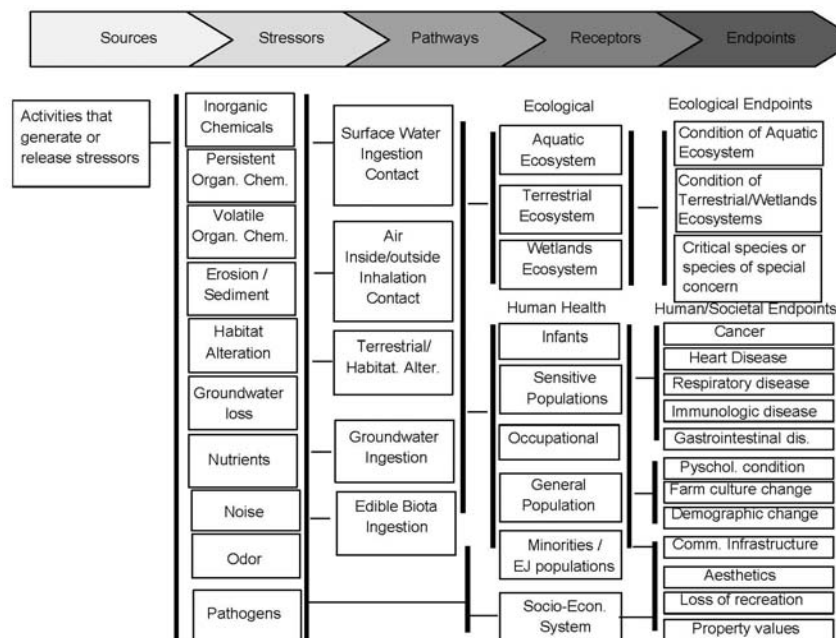 Sources
Stressors
Pathways
Receptors
Endpoints
Activities that
generate or
release stressors
Inorganic
Chemicals
Persistent
Organ. Chem.
Volatile
Organ. Chem.
Erosion /
Sediment
Habitat
Alteration
Groundwater
loss
Nutrients
Noise
Odor
Pathogens
Surface Water
Ingestion
Contact
Air
Inside/outside
Inhalation
Contact
Terrestrial/
Habitat. Alter.
Groundwater
Ingestion
Edible Biota
Ingestion
Ecological
Aquatic
Ecosystem
Terrestrial
Ecosystem
Wetlands
Ecosystem
Human Health
Infants
Sensitive
Populations
Occupational
General
Population
Minorities /
EJ populations
Socio-Econ.
System
Ecological Endpoints
Condition of Aquatic
Ecosystem
Condition of
Terrestrial/Wetlands
Ecosystems
Critical species or
species of special
concern
Human/Societal Endpoints
Cancer
Heart Disease
Respiratory disease
Immunologic disease
Gastrointestinal dis.
Pyschol. condition
Farm culture change
Demographic change
Comm. Infrastructure
Aesthetics
Loss of recreation
Property values